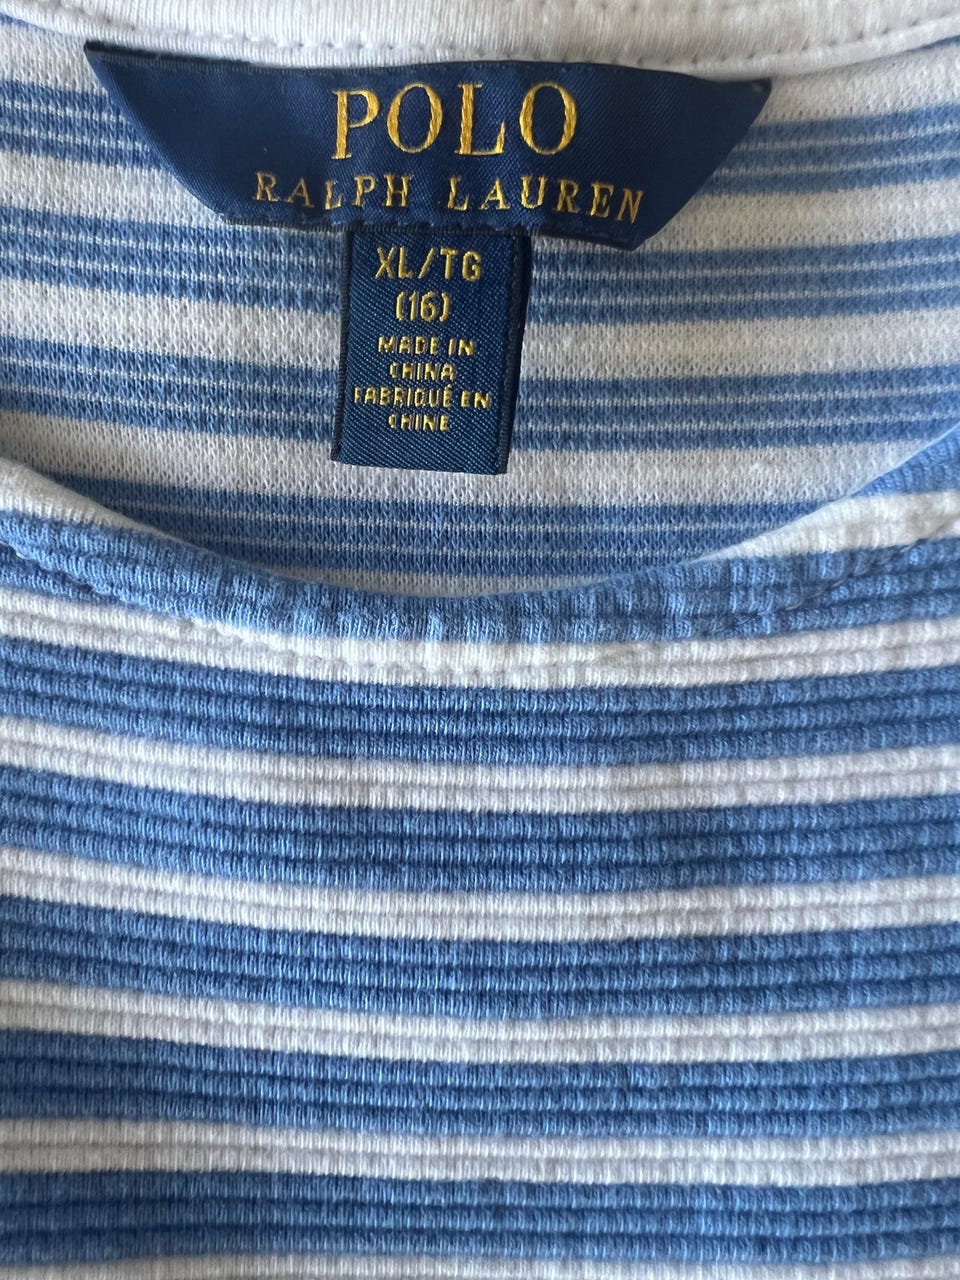 POLO
RALPH LAUREN
XL/TG
(16)
MADE IN
CHINA
FABRIQUÉ EN
CHINE